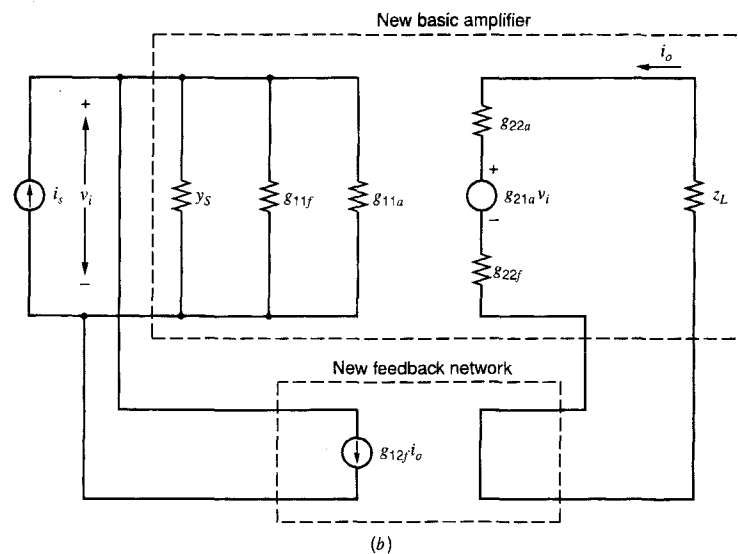 New basic amplifier
i_o
g_22a
+
+
i_s
v_i
y_S
g_11f
g_11a
g_21a v_i
z_L
−
−
g_22f
New feedback network
g_12f i_o
(b)